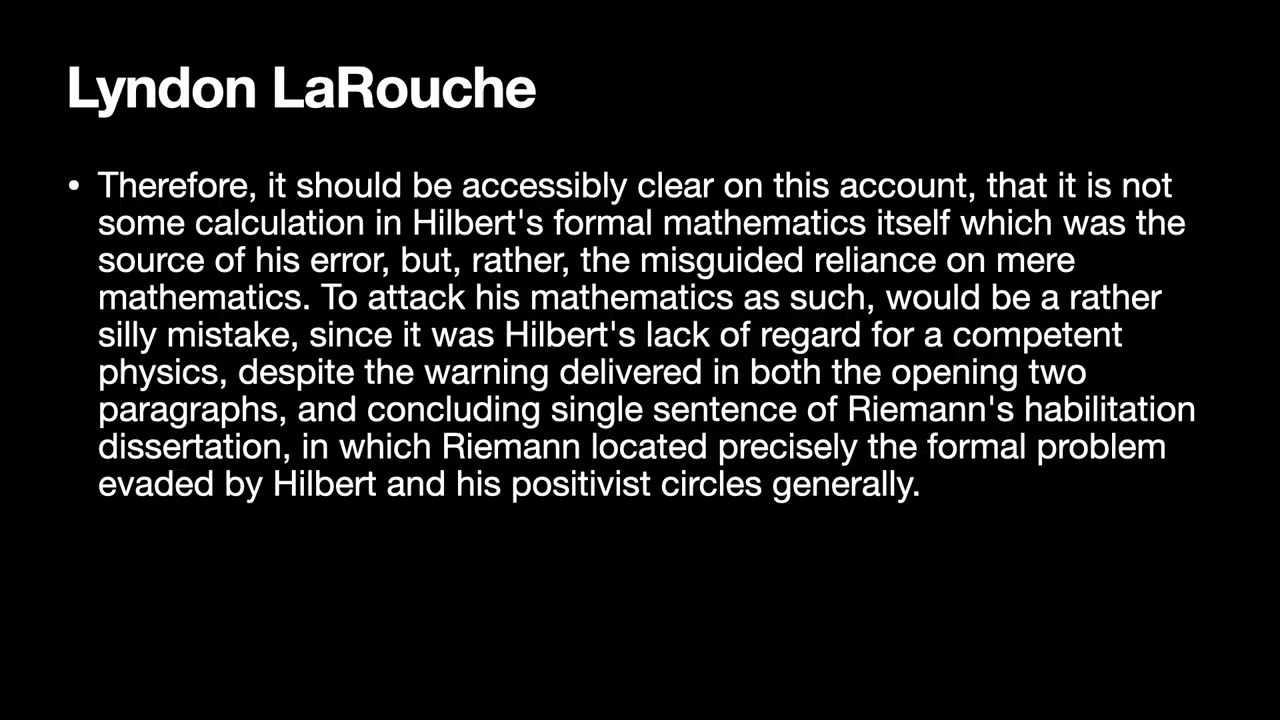 Lyndon LaRouche
• Therefore, it should be accessibly clear on this account, that it is not
some calculation in Hilbert's formal mathematics itself which was the
source of his error, but, rather, the misguided reliance on mere
mathematics. To attack his mathematics as such, would be a rather
silly mistake, since it was Hilbert's lack of regard for a competent
physics, despite the warning delivered in both the opening two
paragraphs, and concluding single sentence of Riemann's habilitation
dissertation, in which Riemann located precisely the formal problem
evaded by Hilbert and his positivist circles generally.